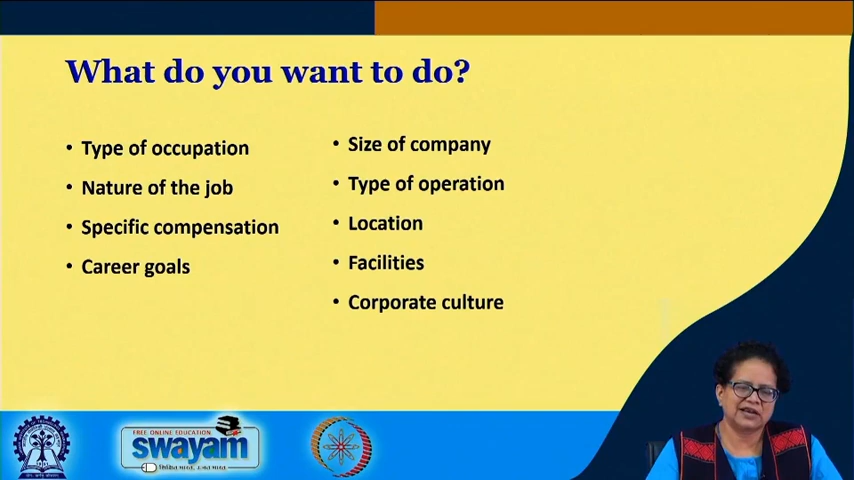 What do you want to do?
• Type of occupation
• Nature of the job
• Specific compensation
• Career goals
• Size of company
• Type of operation
• Location
• Facilities
• Corporate culture
FREE ONLINE EDUCATION
swayam